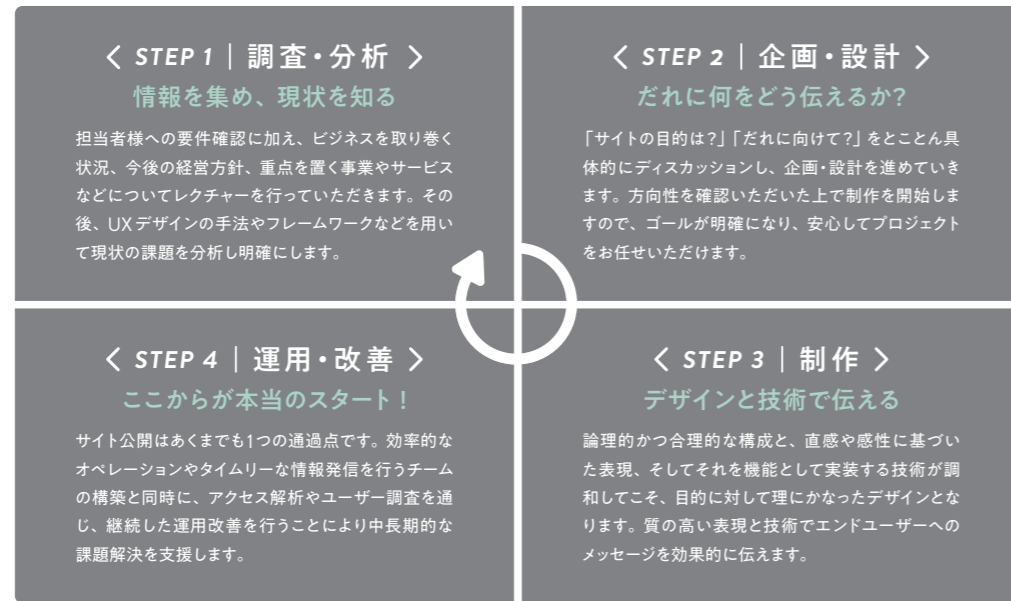 〈 STEP 1｜調査・分析 〉
情報を集め、現状を知る
担当者様への要件確認に加え、ビジネスを取り巻く
状況、今後の経営方針、重点を置く事業やサービス
などについてレクチャーを行っていただきます。その
後、UXデザインの手法やフレームワークなどを用い
て現状の課題を分析し明確にします。
〈 STEP 2｜企画・設計 〉
だれに何をどう伝えるか?
「サイトの目的は?」「だれに向けて?」をとことん具
体的にディスカッションし、企画・設計を進めていき
ます。方向性を確認いただいた上で制作を開始しま
すので、ゴールが明確になり、安心してプロジェクト
をお任せいただけます。
〈 STEP 3｜制作 〉
デザインと技術で伝える
論理的かつ合理的な構成と、直感や感性に基づい
た表現、そしてそれを機能として実装する技術が調
和してこそ、目的に対して理にかなったデザインとな
ります。質の高い表現と技術でエンドユーザーへの
メッセージを効果的に伝えます。
〈 STEP 4｜運用・改善 〉
ここからが本当のスタート！
サイト公開はあくまでも1つの通過点です。効率的な
オペレーションやタイムリーな情報発信を行うチーム
の構築と同時に、アクセス解析やユーザー調査を通
じ、継続した運用改善を行うことにより中長期的な
課題解決を支援します。